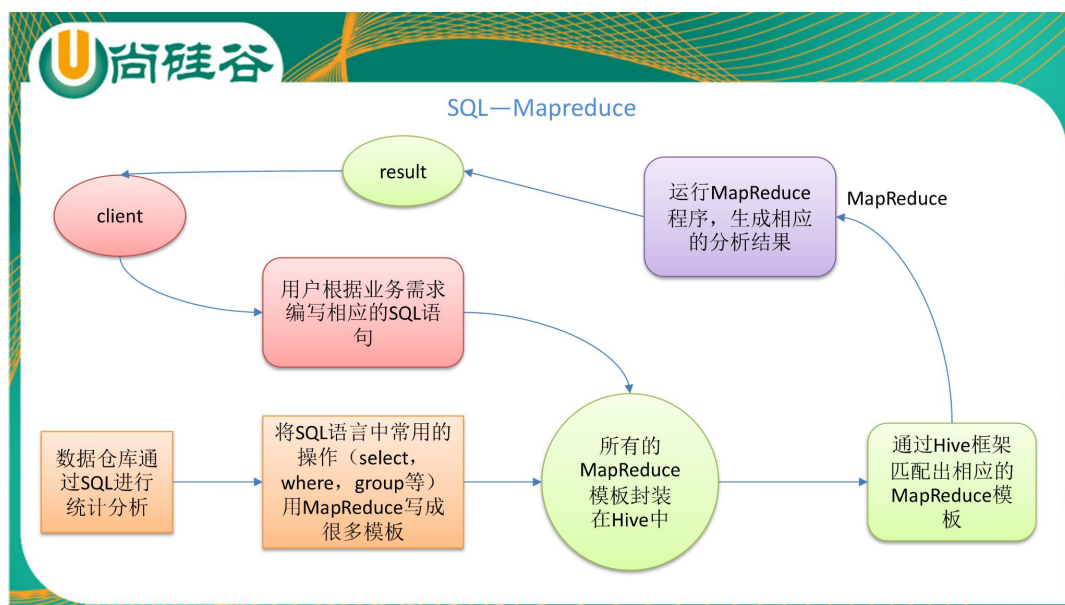 尚硅谷
SQL—Mapreduce
result
client
运行MapReduce
程序，生成相应
的分析结果
MapReduce
用户根据业务需求
编写相应的SQL语
句
数据仓库通
过SQL进行
统计分析
将SQL语言中常用的
操作（select，
where，group等）
用MapReduce写成
很多模板
所有的
MapReduce
模板封装
在Hive中
通过Hive框架
匹配出相应的
MapReduce模
板